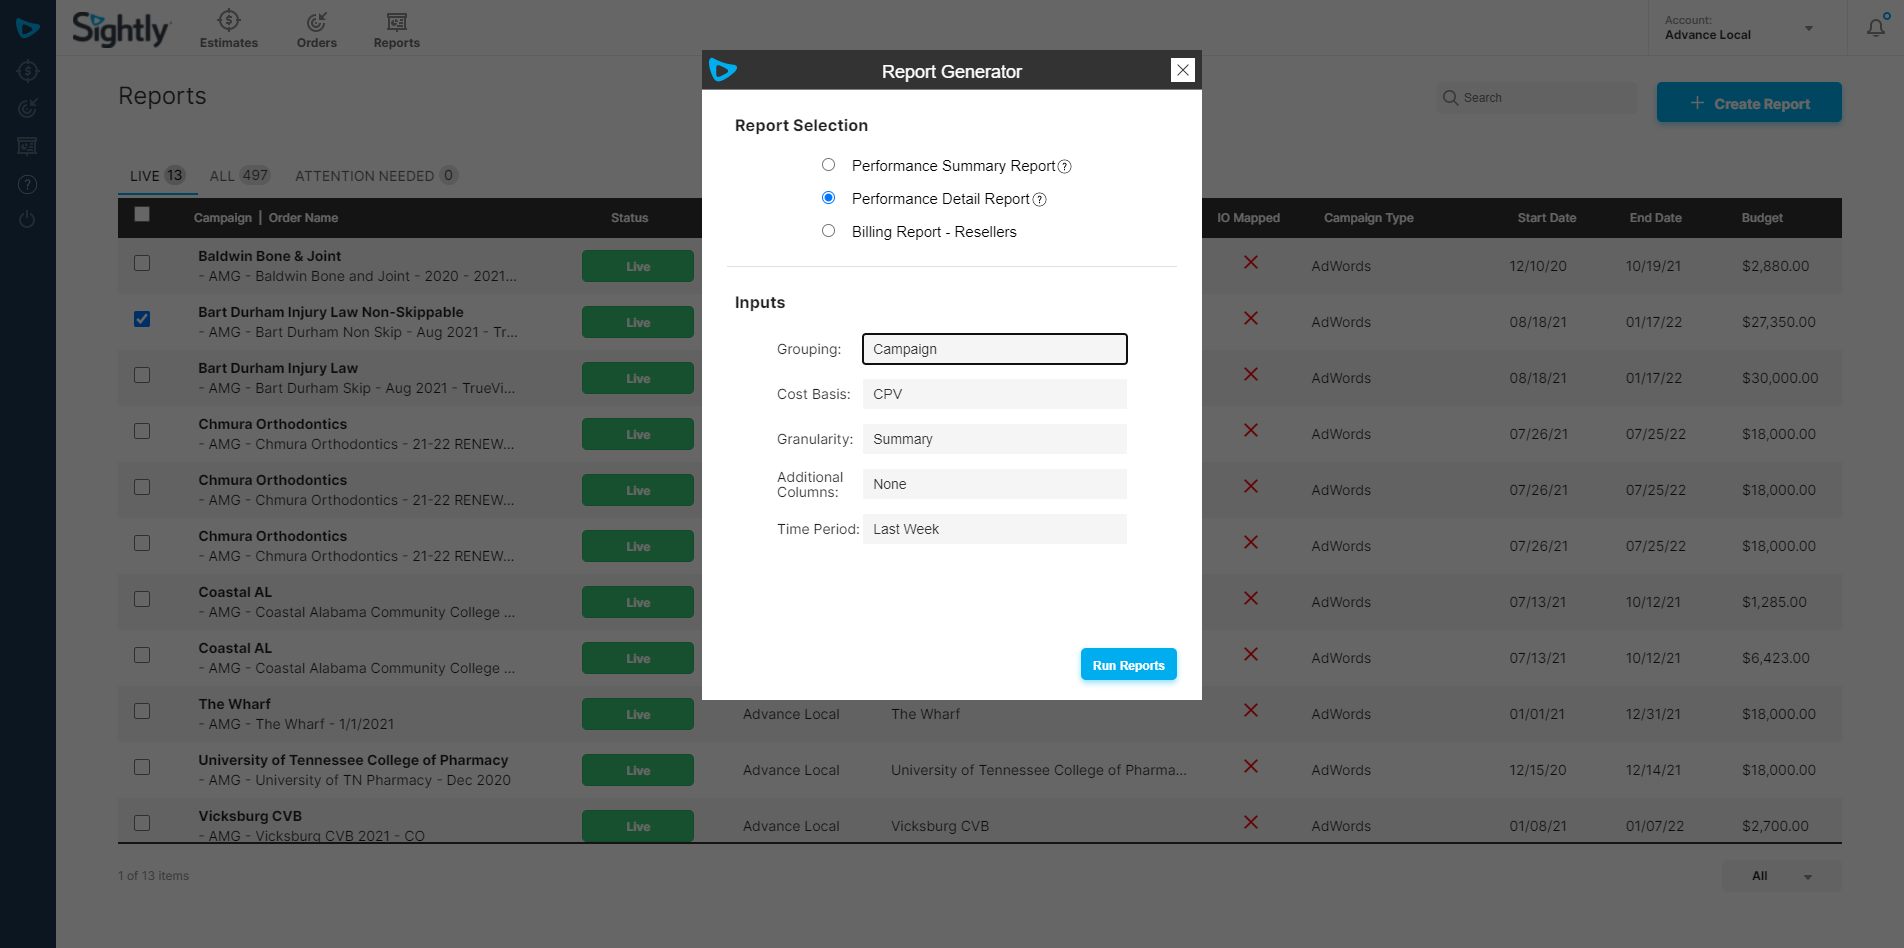 Sightly
Estimates
Orders
Reports
Account:
Advance Local
Reports
Search
+ Create Report
LIVE 13
ALL 497
ATTENTION NEEDED 0
Campaign | Order Name
Status
IO Mapped
Campaign Type
Start Date
End Date
Budget
Baldwin Bone & Joint
- AMG - Baldwin Bone and Joint - 2020 - 2021...
Live
AdWords
12/10/20
10/19/21
$2,880.00
Bart Durham Injury Law Non-Skippable
- AMG - Bart Durham Non Skip - Aug 2021 - Tr...
Live
AdWords
08/18/21
01/17/22
$27,350.00
Bart Durham Injury Law
- AMG - Bart Durham Skip - Aug 2021 - TrueVi...
Live
AdWords
08/18/21
01/17/22
$30,000.00
Chmura Orthodontics
- AMG - Chmura Orthodontics - 21-22 RENEW...
Live
AdWords
07/26/21
07/25/22
$18,000.00
Chmura Orthodontics
- AMG - Chmura Orthodontics - 21-22 RENEW...
Live
AdWords
07/26/21
07/25/22
$18,000.00
Chmura Orthodontics
- AMG - Chmura Orthodontics - 21-22 RENEW...
Live
AdWords
07/26/21
07/25/22
$18,000.00
Coastal AL
- AMG - Coastal Alabama Community College ...
Live
AdWords
07/13/21
10/12/21
$1,285.00
Coastal AL
- AMG - Coastal Alabama Community College ...
Live
AdWords
07/13/21
10/12/21
$6,423.00
The Wharf
- AMG - The Wharf - 1/1/2021
Live
Advance Local
The Wharf
AdWords
01/01/21
12/31/21
$18,000.00
University of Tennessee College of Pharmacy
- AMG - University of TN Pharmacy - Dec 2020
Live
Advance Local
University of Tennessee College of Pharma...
AdWords
12/15/20
12/14/21
$18,000.00
Vicksburg CVB
- AMG - Vicksburg CVB 2021 - CO
Live
Advance Local
Vicksburg CVB
AdWords
01/08/21
01/07/22
$2,700.00
1 of 13 items
All
Report Generator
Report Selection
Performance Summary Report ?
Performance Detail Report ?
Billing Report - Resellers
Inputs
Grouping: Campaign
Cost Basis: CPV
Granularity: Summary
Additional
Columns: None
Time Period: Last Week
Run Reports